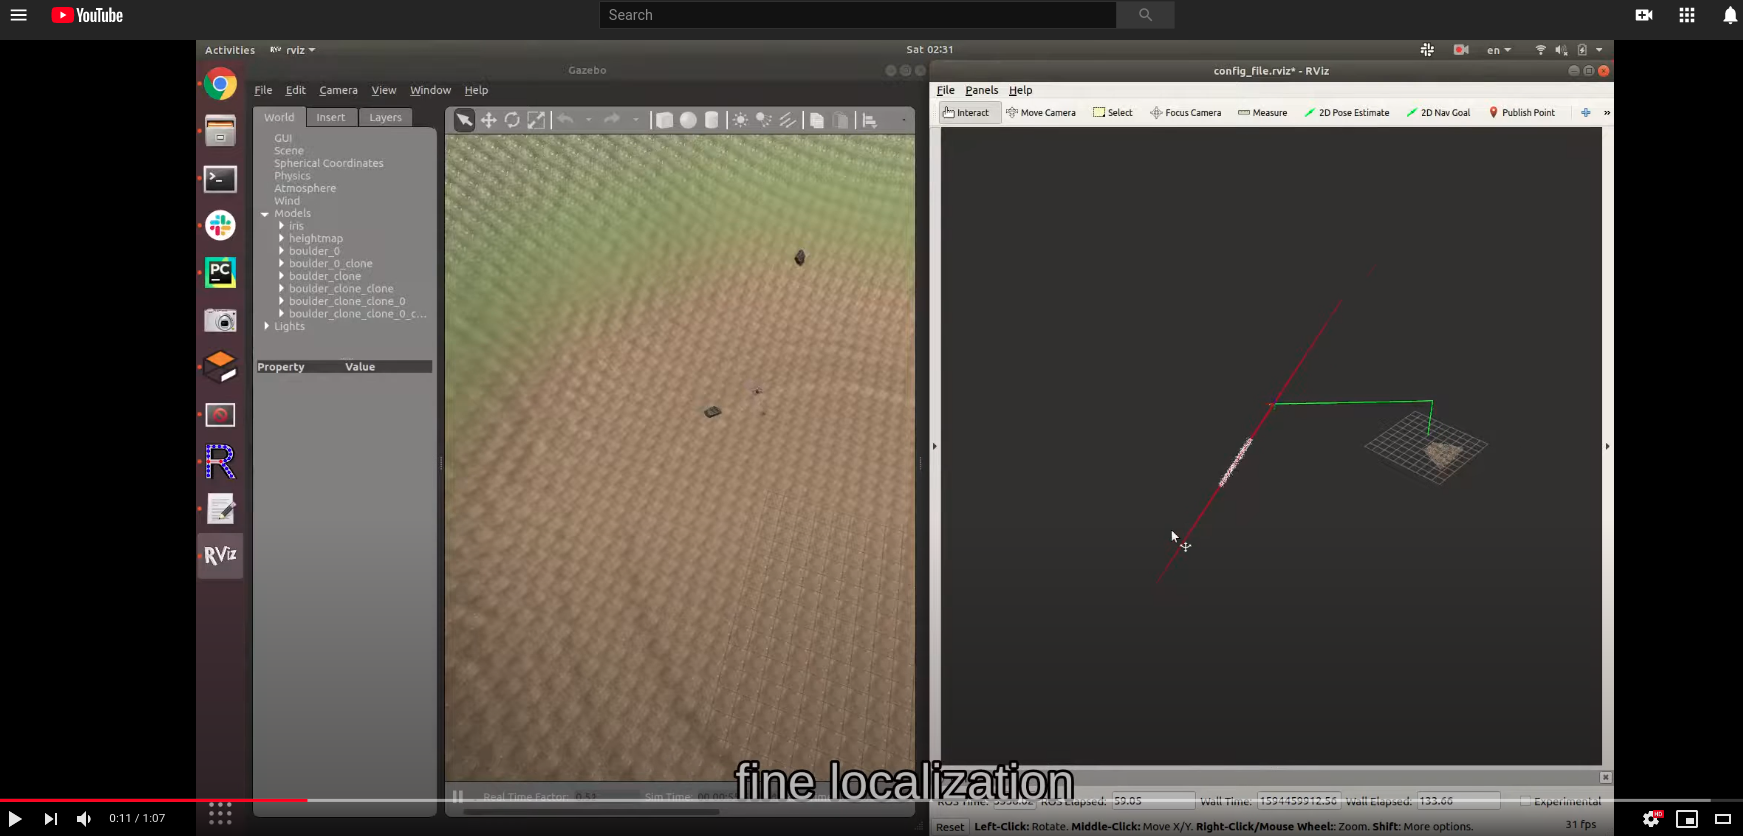 YouTube
Search
Activities
RViz rviz
Sat 02:31
en
Gazebo
config_file.rviz* - RViz
File Edit Camera View Window Help
File Panels Help
World Insert Layers
Interact Move Camera Select Focus Camera Measure 2D Pose Estimate 2D Nav Goal Publish Point
GUI
Scene
Spherical Coordinates
Physics
Atmosphere
Wind
Models
iris
heightmap
boulder_0
boulder_0_clone
boulder_clone
boulder_clone_clone
boulder_clone_clone_0
boulder_clone_clone_0_c...
Lights
Property Value
PC
R
RViz
fine localization
Real Time Factor: 0.52 Sim Time:
ROS Time: ROS Elapsed: 59.05 Wall Time: 1594459912.56 Wall Elapsed: 133.66 Experimental
Reset Left-Click: Rotate. Middle-Click: Move X/Y. Right-Click/Mouse Wheel:: Zoom. Shift: More options. 31 fps
0:11 / 1:07
HD